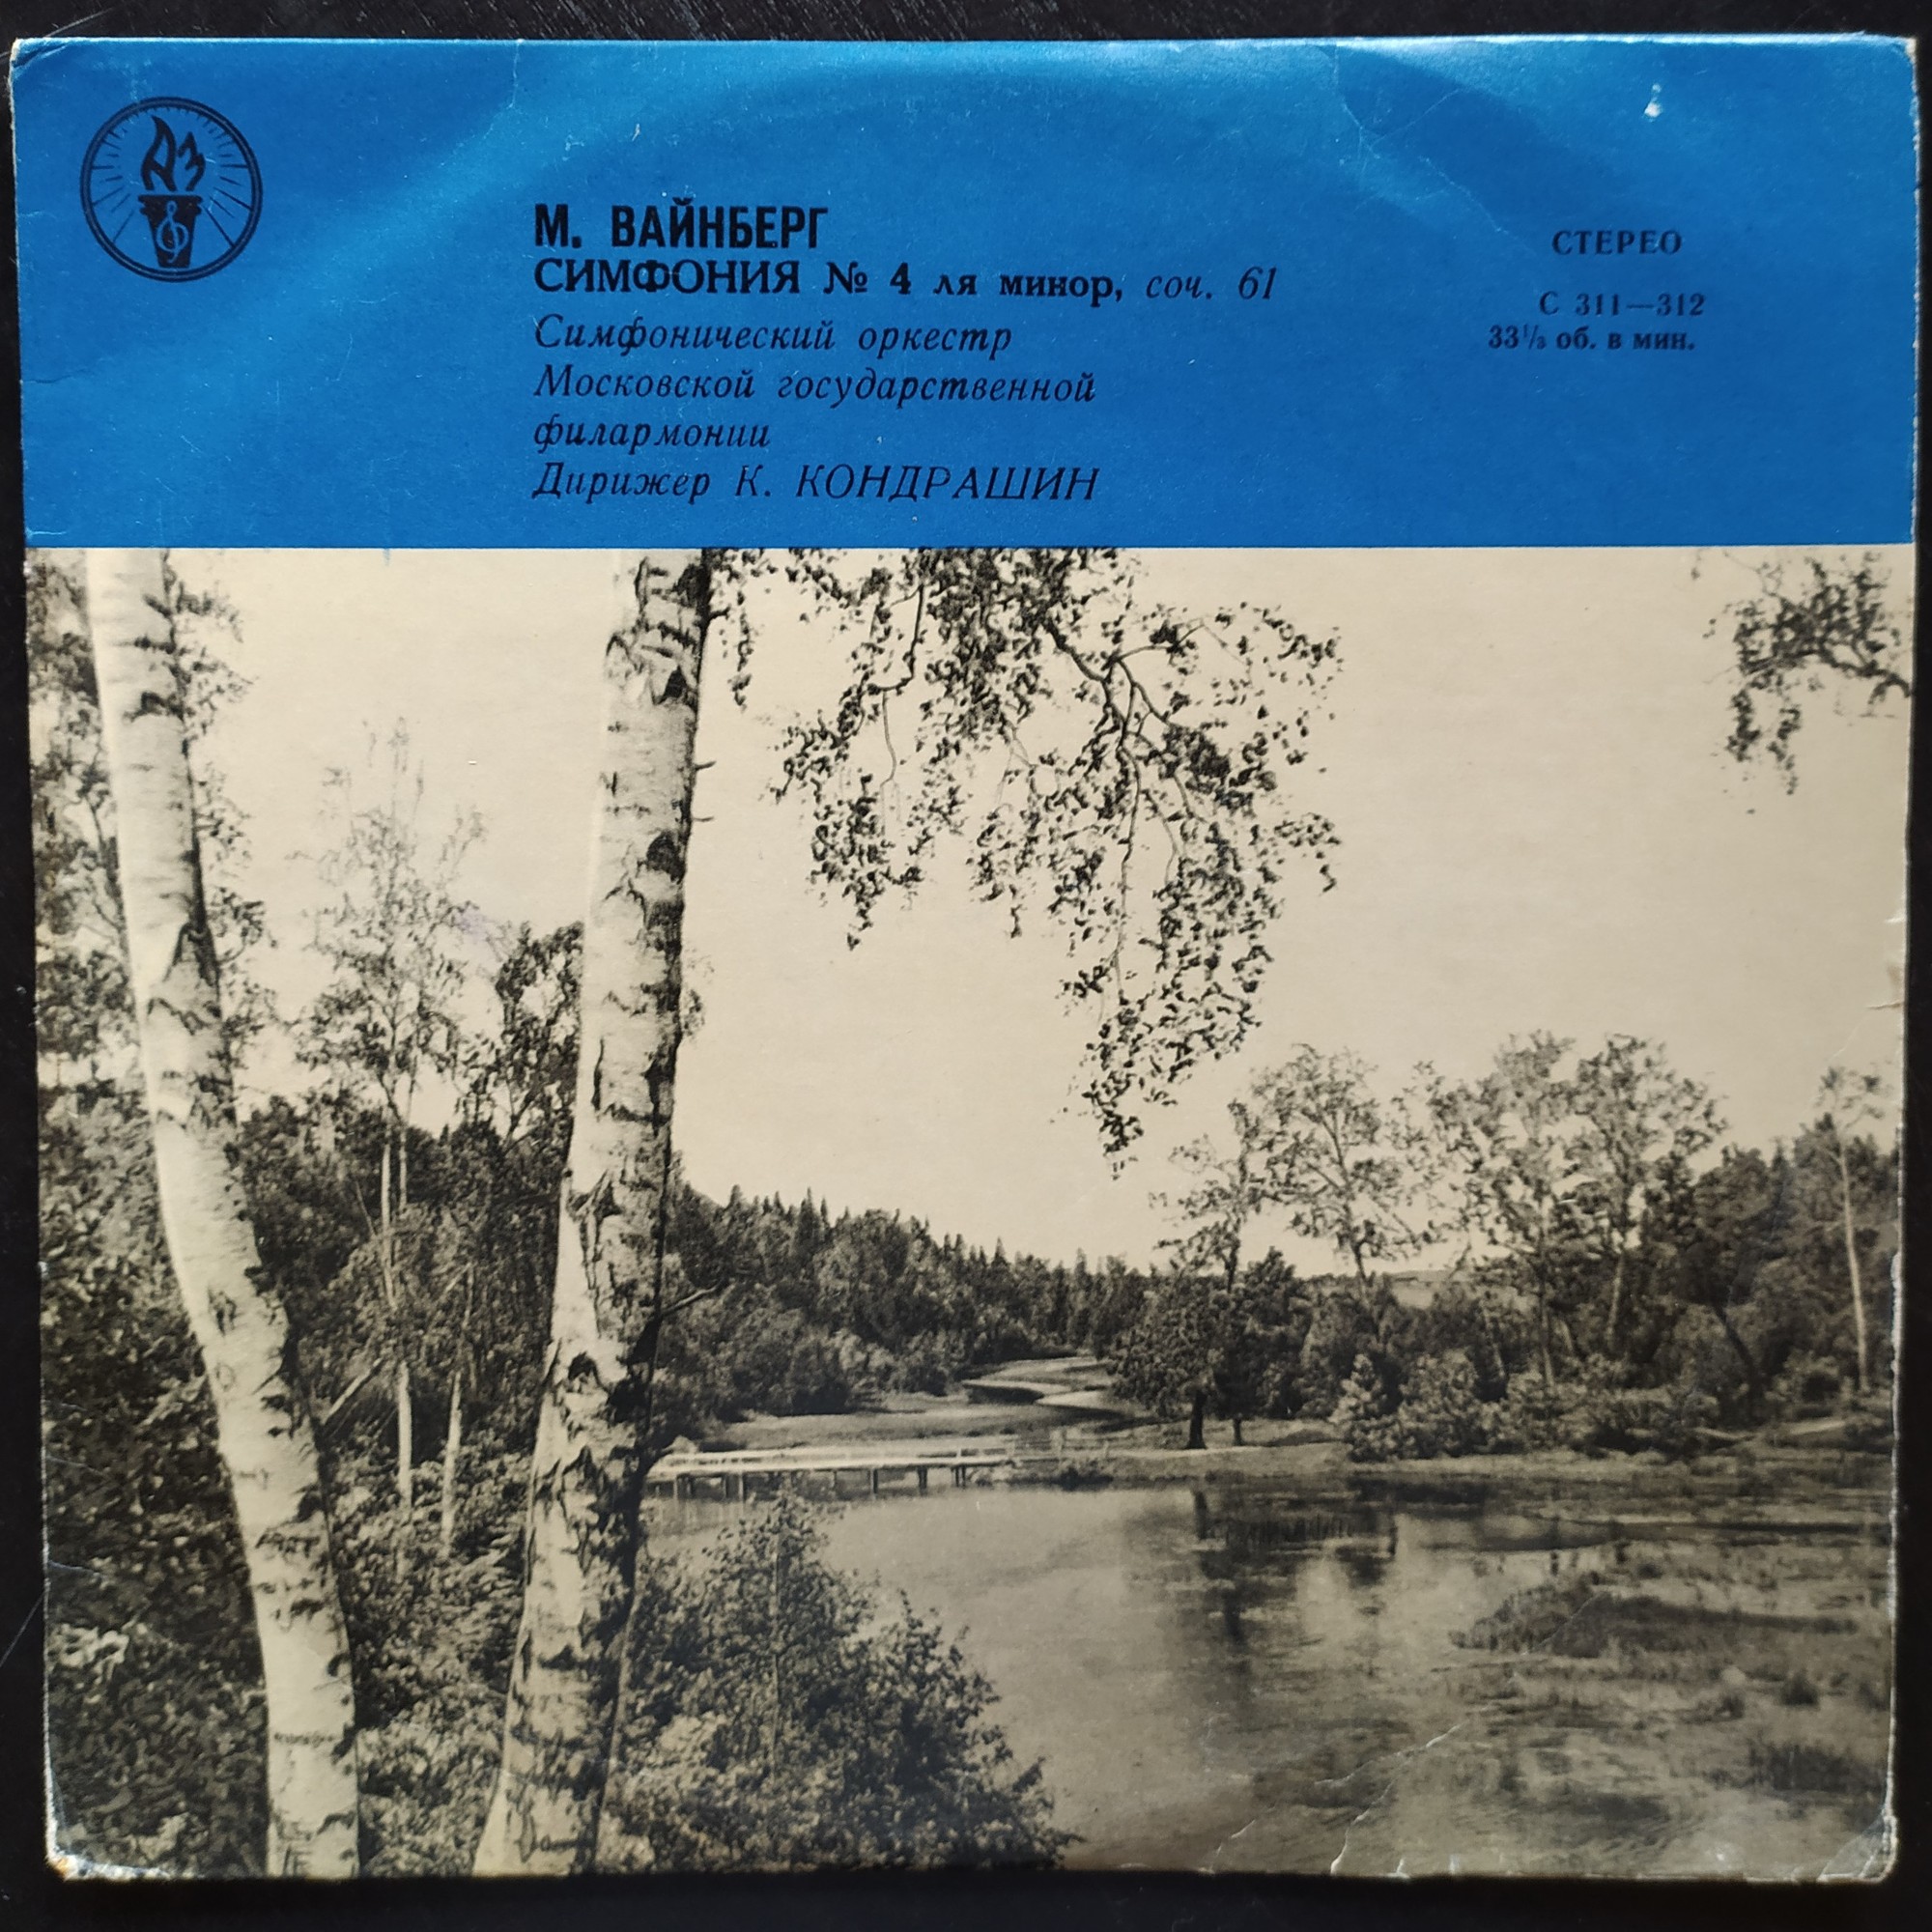 АЗ
М. ВАЙНБЕРГ
СИМФОНИЯ № 4 ля минор, соч. 61
Симфонический оркестр
Московской государственной
филармонии
Дирижер К. КОНДРАШИН
СТЕРЕО
С 311—312
33⅓ об. в мин.